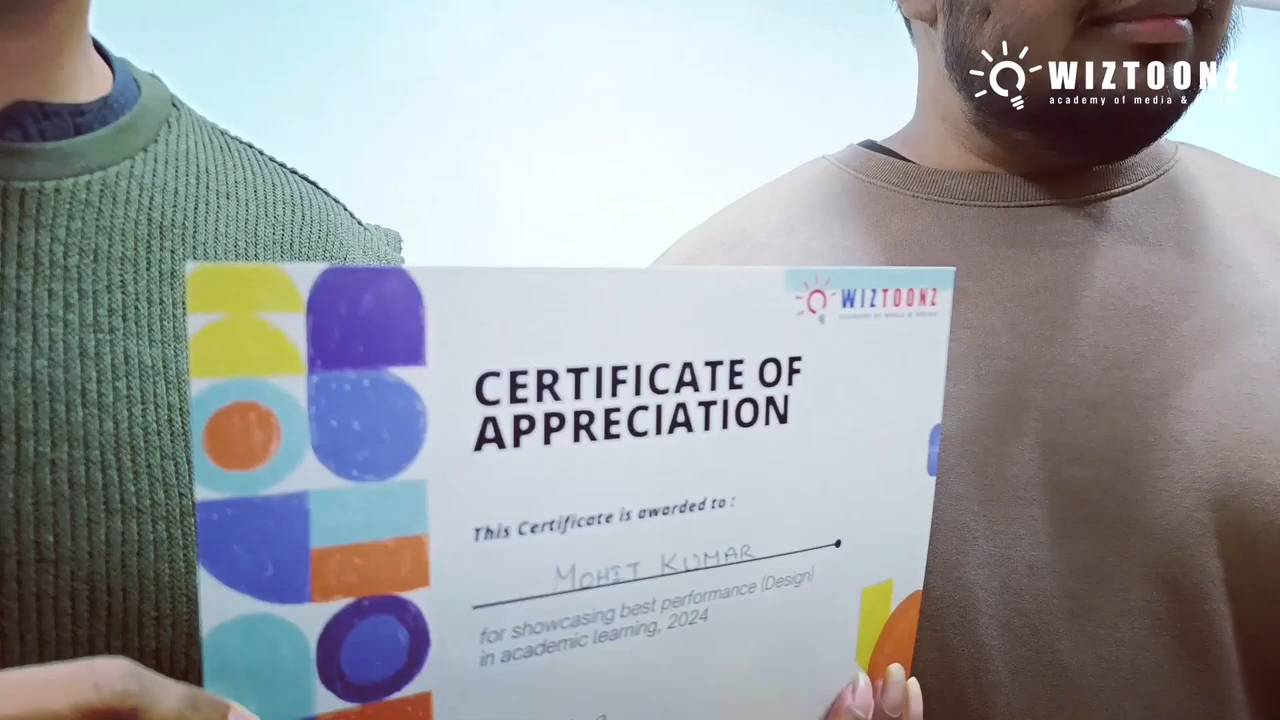 WIZTOONZ
academy of media &
WIZTOONZ
CERTIFICATE OF
APPRECIATION
This Certificate is awarded to :
MOHIT KUMAR
for showcasing best performance (Design)
in academic learning, 2024